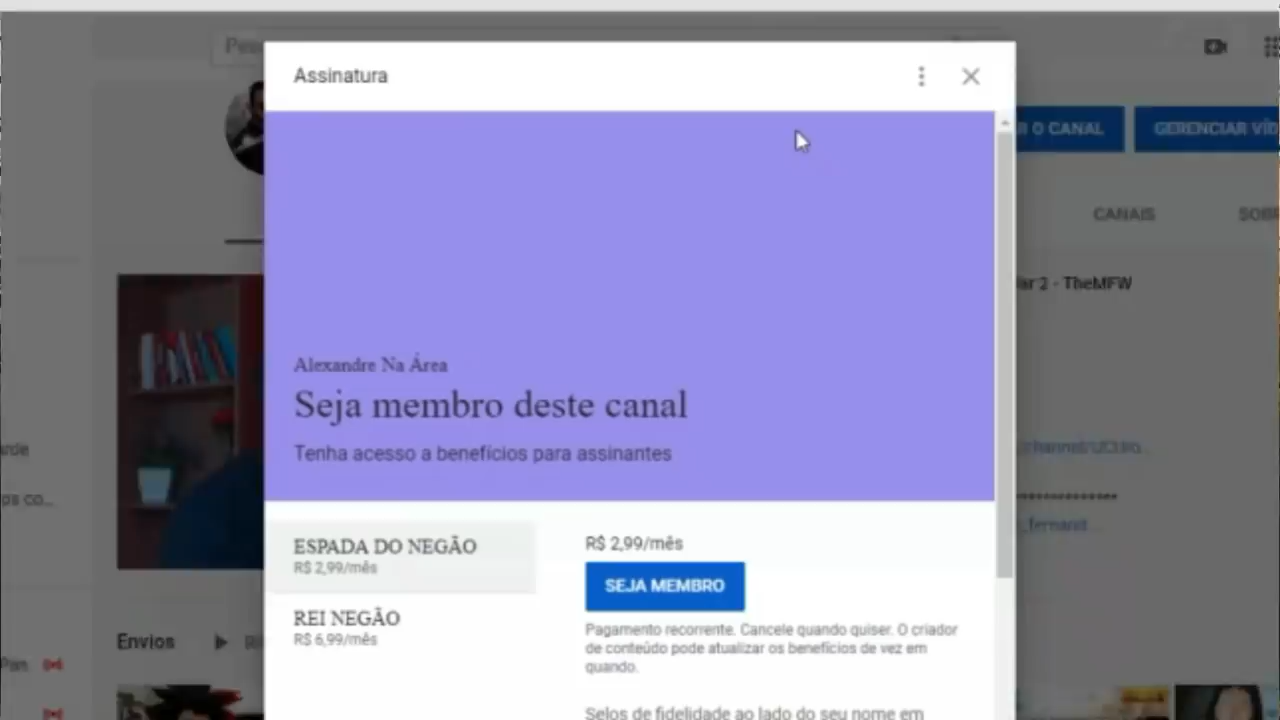 Assinatura
O CANAL
GERENCIAR
CANAIS
2 - TheMFW
Alexandre Na Área
Seja membro deste canal
Tenha acesso a benefícios para assinantes
ESPADA DO NEGÃO
R$ 2,99/mês
REI NEGÃO
R$ 6,99/mês
R$ 2,99/mês
SEJA MEMBRO
Pagamento recorrente. Cancele quando quiser. O criador
de conteúdo pode atualizar os benefícios de vez em
quando.
Selos de fidelidade ao lado do seu nome em
Envios